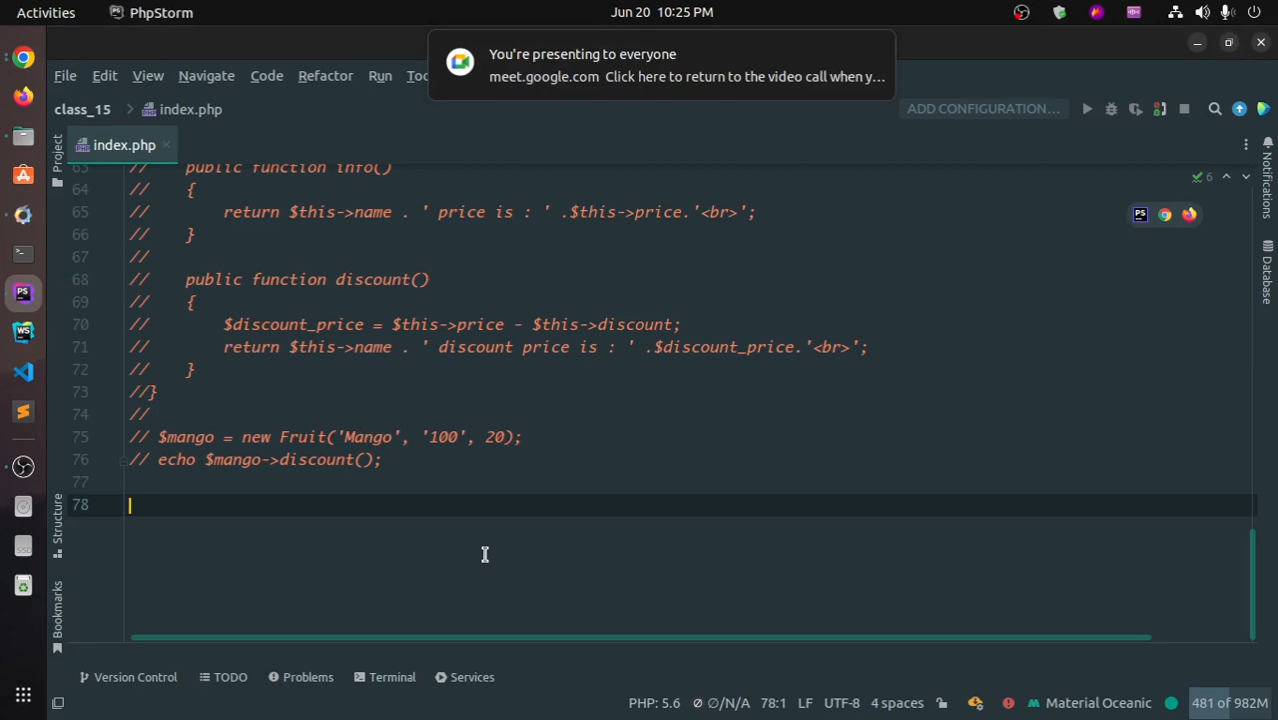 Activities
PhpStorm
Jun 20 10:25 PM
You're presenting to everyone
meet.google.com Click here to return to the video call when y...
File Edit View Navigate Code Refactor Run
class_15 index.php
ADD CONFIGURATION...
index.php
6
Project
Structure
Bookmarks
Notifications
Database
63 // public function info()
64 // {
65 // return $this->name . ' price is : ' .$this->price.'<br>';
66 // }
67 //
68 // public function discount()
69 // {
70 // $discount_price = $this->price - $this->discount;
71 // return $this->name . ' discount price is : ' .$discount_price.'<br>';
72 // }
73 //}
74 //
75 // $mango = new Fruit('Mango', '100', 20);
76 // echo $mango->discount();
77
78
Version Control TODO Problems Terminal Services
PHP: 5.6 ∅/N/A 78:1 LF UTF-8 4 spaces Material Oceanic 481 of 982M